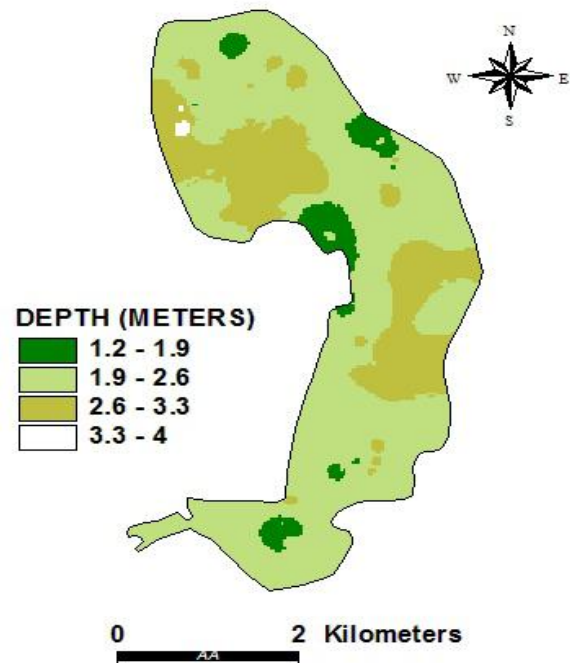 N
W E
S
DEPTH (METERS)
1.2 - 1.9
1.9 - 2.6
2.6 - 3.3
3.3 - 4
0 2 Kilometers
AA